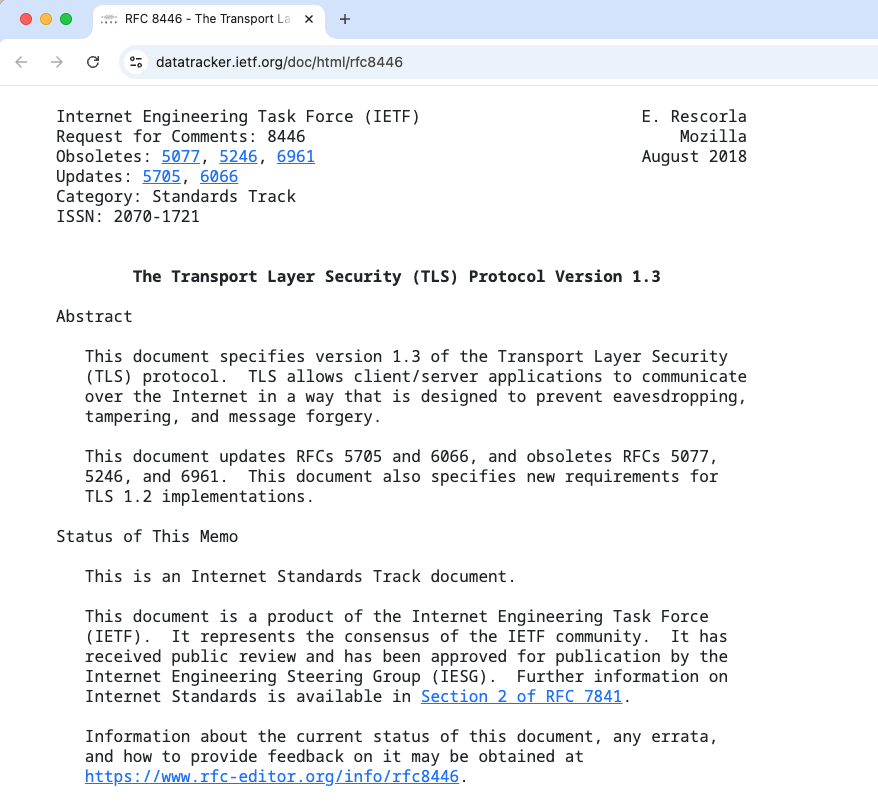 RFC 8446 - The Transport La
datatracker.ietf.org/doc/html/rfc8446
Internet Engineering Task Force (IETF)                       E. Rescorla
Request for Comments: 8446                                       Mozilla
Obsoletes: 5077, 5246, 6961                                  August 2018
Updates: 5705, 6066
Category: Standards Track
ISSN: 2070-1721
The Transport Layer Security (TLS) Protocol Version 1.3
Abstract
This document specifies version 1.3 of the Transport Layer Security
(TLS) protocol.  TLS allows client/server applications to communicate
over the Internet in a way that is designed to prevent eavesdropping,
tampering, and message forgery.
This document updates RFCs 5705 and 6066, and obsoletes RFCs 5077,
5246, and 6961.  This document also specifies new requirements for
TLS 1.2 implementations.
Status of This Memo
This is an Internet Standards Track document.
This document is a product of the Internet Engineering Task Force
(IETF).  It represents the consensus of the IETF community.  It has
received public review and has been approved for publication by the
Internet Engineering Steering Group (IESG).  Further information on
Internet Standards is available in Section 2 of RFC 7841.
Information about the current status of this document, any errata,
and how to provide feedback on it may be obtained at
https://www.rfc-editor.org/info/rfc8446.